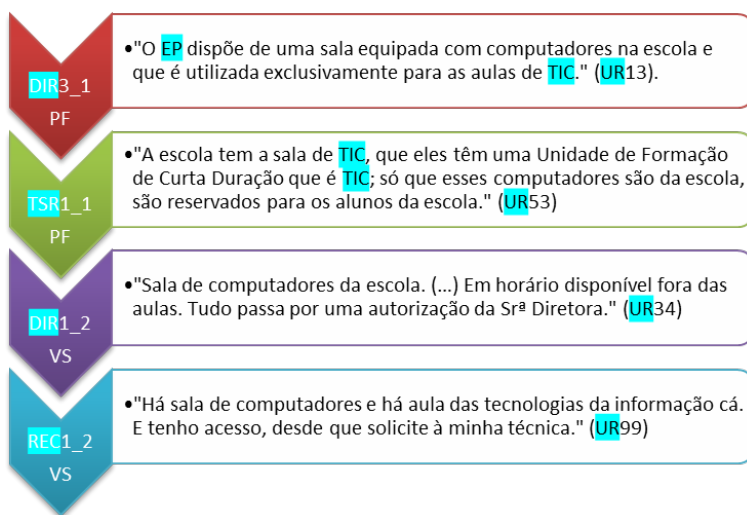 DIR3_1
PF
•"O EP dispõe de uma sala equipada com computadores na escola e
que é utilizada exclusivamente para as aulas de TIC." (UR13).
TSR1_1
PF
•"A escola tem a sala de TIC, que eles têm uma Unidade de Formação
de Curta Duração que é TIC; só que esses computadores são da escola,
são reservados para os alunos da escola." (UR53)
DIR1_2
VS
•"Sala de computadores da escola. (...) Em horário disponível fora das
aulas. Tudo passa por uma autorização da Srª Diretora." (UR34)
REC1_2
VS
•"Há sala de computadores e há aula das tecnologias da informação cá.
E tenho acesso, desde que solicite à minha técnica." (UR99)